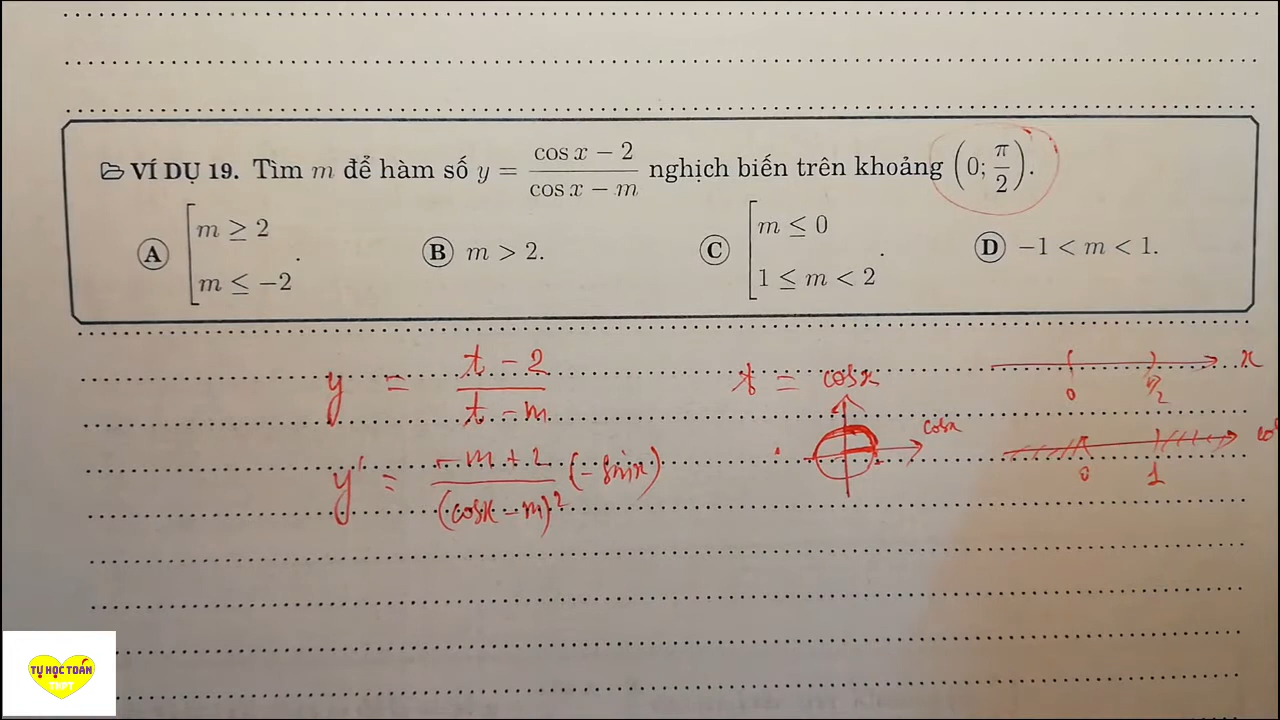 VÍ DỤ 19. Tìm m để hàm số y = (cos x − 2)/(cos x − m) nghịch biến trên khoảng (0; π/2).
A [ m ≥ 2
m ≤ −2 .
B m > 2.
C [ m ≤ 0
1 ≤ m < 2 .
D −1 < m < 1.
y = (t − 2)/(t − m)
t = cosx
x
0
π/2
y' = (−m + 2)/(cosx − m)² (− sinx)
cosx
0
1
TỰ HỌC TOÁN
THPT